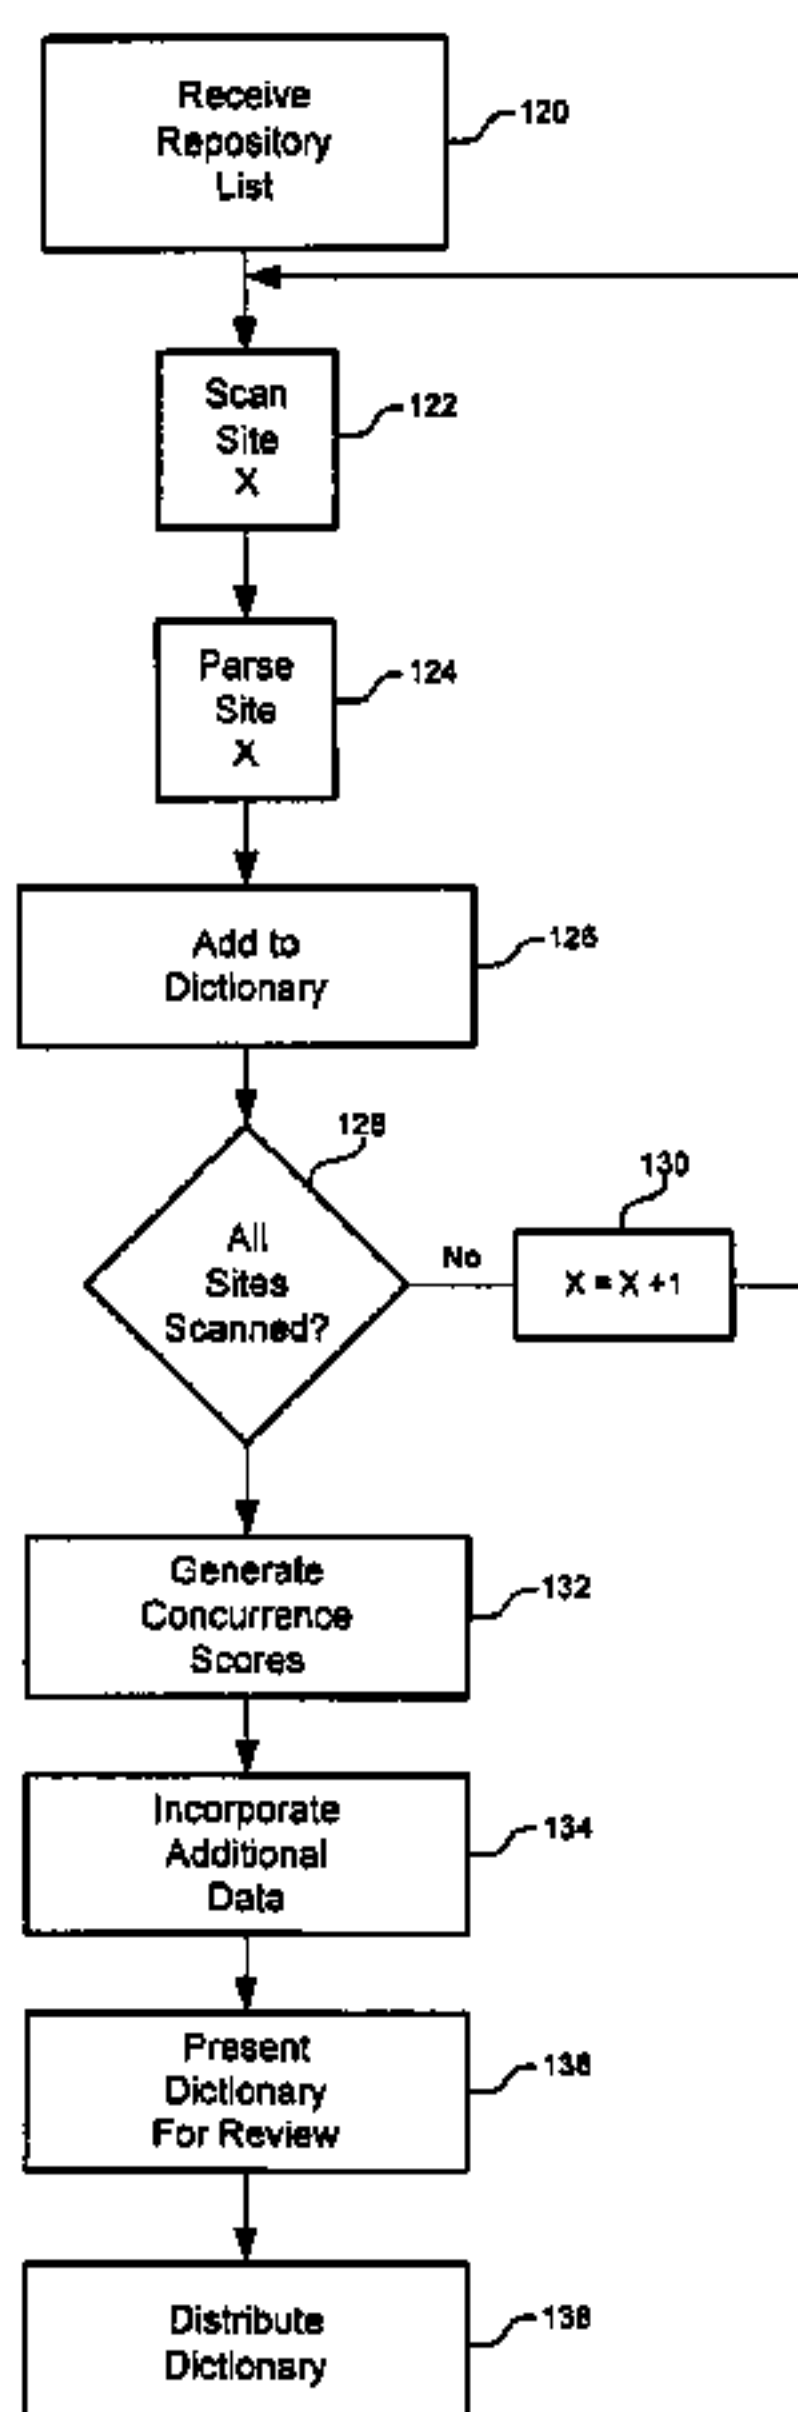 Receive
Repository
List
120
Scan
Site
X
122
Parse
Site
X
124
Add to
Dictionary
126
128
All
Sites
Scanned?
No
130
X = X +1
Generate
Concurrence
Scores
132
Incorporate
Additional
Data
134
Present
Dictionary
For Review
136
Distribute
Dictionary
138